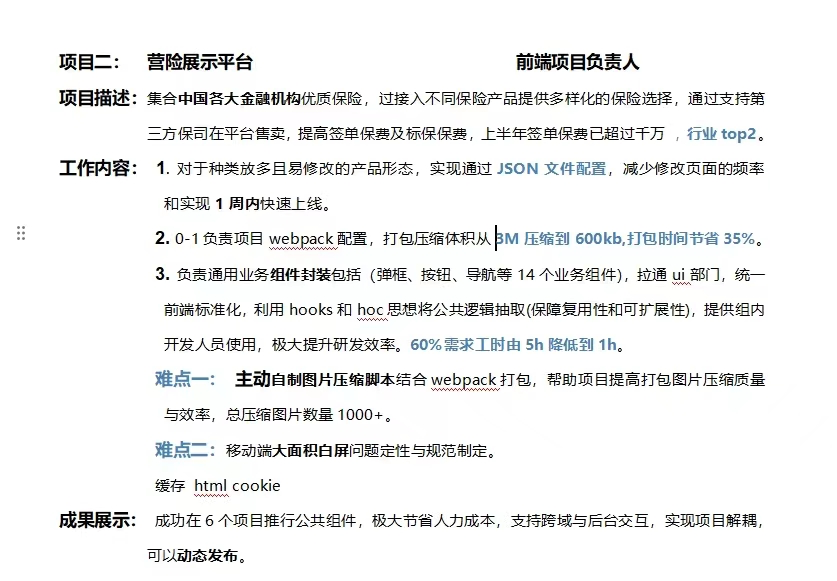 项目二： 营险展示平台 前端项目负责人
项目描述：集合中国各大金融机构优质保险，过接入不同保险产品提供多样化的保险选择，通过支持第
三方保司在平台售卖，提高签单保费及标保保费，上半年签单保费已超过千万 ，行业 top2。
工作内容： 1. 对于种类放多且易修改的产品形态，实现通过 JSON 文件配置，减少修改页面的频率
和实现 1 周内快速上线。
2. 0-1 负责项目 webpack 配置，打包压缩体积从 3M 压缩到 600kb,打包时间节省 35%。
3. 负责通用业务组件封装包括（弹框、按钮、导航等 14 个业务组件），拉通 ui 部门，统一
前端标准化，利用 hooks 和 hoc 思想将公共逻辑抽取(保障复用性和可扩展性)，提供组内
开发人员使用，极大提升研发效率。60%需求工时由 5h 降低到 1h。
难点一： 主动自制图片压缩脚本结合 webpack 打包，帮助项目提高打包图片压缩质量
与效率，总压缩图片数量 1000+。
难点二：移动端大面积白屏问题定性与规范制定。
缓存 html cookie
成果展示： 成功在 6 个项目推行公共组件，极大节省人力成本，支持跨域与后台交互，实现项目解耦，
可以动态发布。